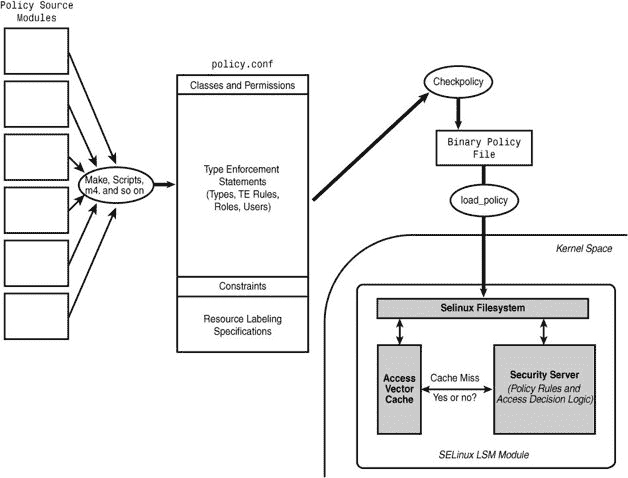 Policy Source
Modules
policy.conf
Classes and Permissions
Type Enforcement
Statements
(Types, TE Rules,
Roles, Users)
Constraints
Resource Labeling
Specifications
Make, Scripts,
m4. and so on
Checkpolicy
Binary Policy
File
load_policy
Kernel Space
Selinux Filesystem
Access
Vector
Cache
Cache Miss
Yes or no?
Security Server
(Policy Rules and
Access Decision Logic)
SELinux LSM Module